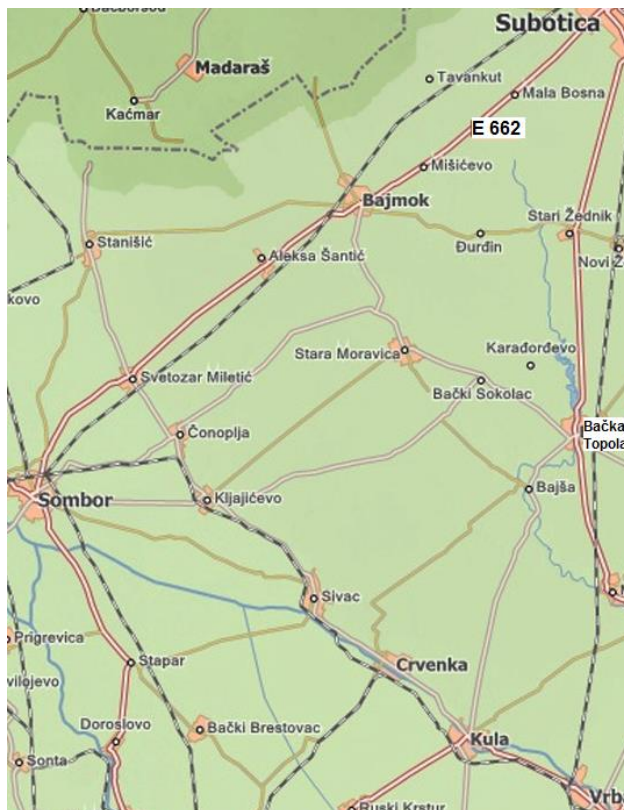 Subotica
Madaraš
Tavankut
Mala Bosna
Kaćmar
E 662
Mišićevo
Bajmok
Stari Žednik
Stanišić
Đurđin
Aleksa Šantić
Novi
kovo
Stara Moravica
Karađorđevo
Svetozar Miletić
Bački Sokolac
Čonoplja
Bačka
Topola
Sombor
Kljajićevo
Bajša
Sivac
Prigrevica
Crvenka
Stapar
vilojevo
Doroslovo
Bački Brestovac
Kula
Sonta
Vrb
Ruski Krstur